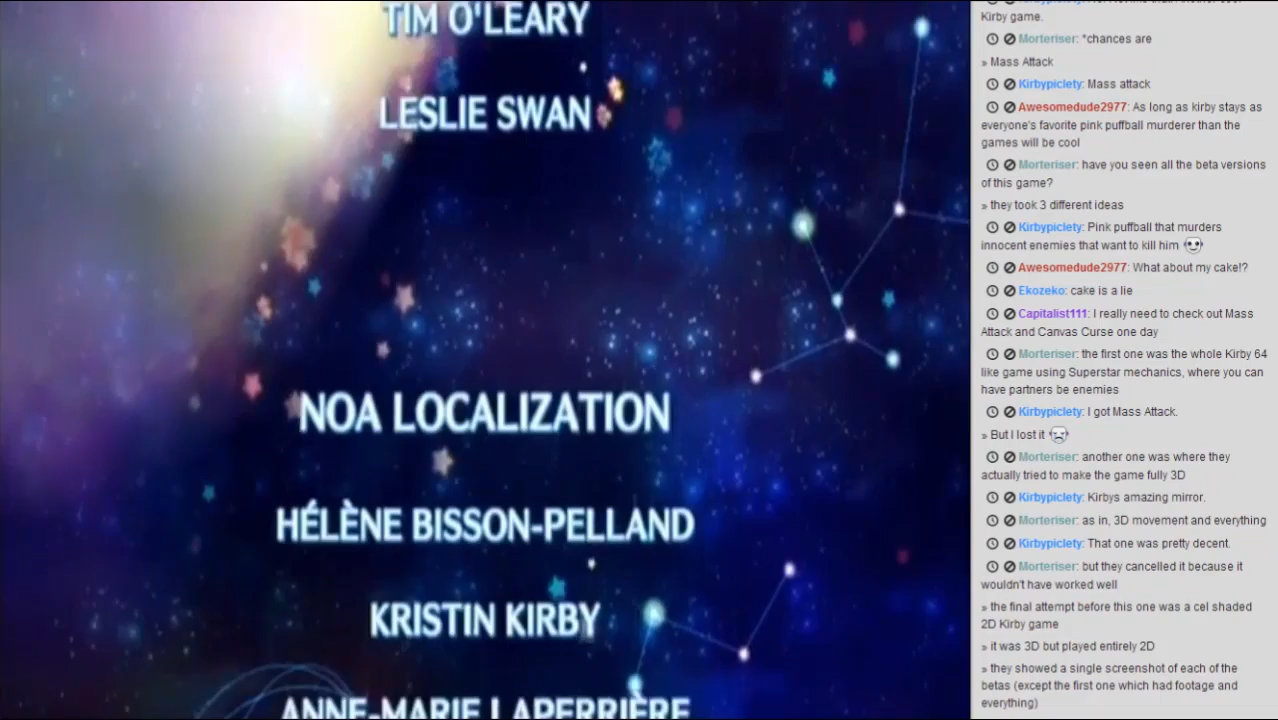 TIM O'LEARY
LESLIE SWAN
NOA LOCALIZATION
HÉLÈNE BISSON-PELLAND
KRISTIN KIRBY
ANNE-MARIE LAPERRIÈRE
Kirby game.
Morteriser: *chances are
» Mass Attack
Kirbypiclety: Mass attack
Awesomedude2977: As long as kirby stays as
everyone's favorite pink puffball murderer than the
games will be cool
Morteriser: have you seen all the beta versions
of this game?
» they took 3 different ideas
Kirbypiclety: Pink puffball that murders
innocent enemies that want to kill him
Awesomedude2977: What about my cake!?
Ekozeko: cake is a lie
Capitalist111: I really need to check out Mass
Attack and Canvas Curse one day
Morteriser: the first one was the whole Kirby 64
like game using Superstar mechanics, where you can
have partners be enemies
Kirbypiclety: I got Mass Attack.
» But I lost it
Morteriser: another one was where they
actually tried to make the game fully 3D
Kirbypiclety: Kirbys amazing mirror.
Morteriser: as in, 3D movement and everything
Kirbypiclety: That one was pretty decent.
Morteriser: but they cancelled it because it
wouldn't have worked well
» the final attempt before this one was a cel shaded
2D Kirby game
» it was 3D but played entirely 2D
» they showed a single screenshot of each of the
betas (except the first one which had footage and
everything)